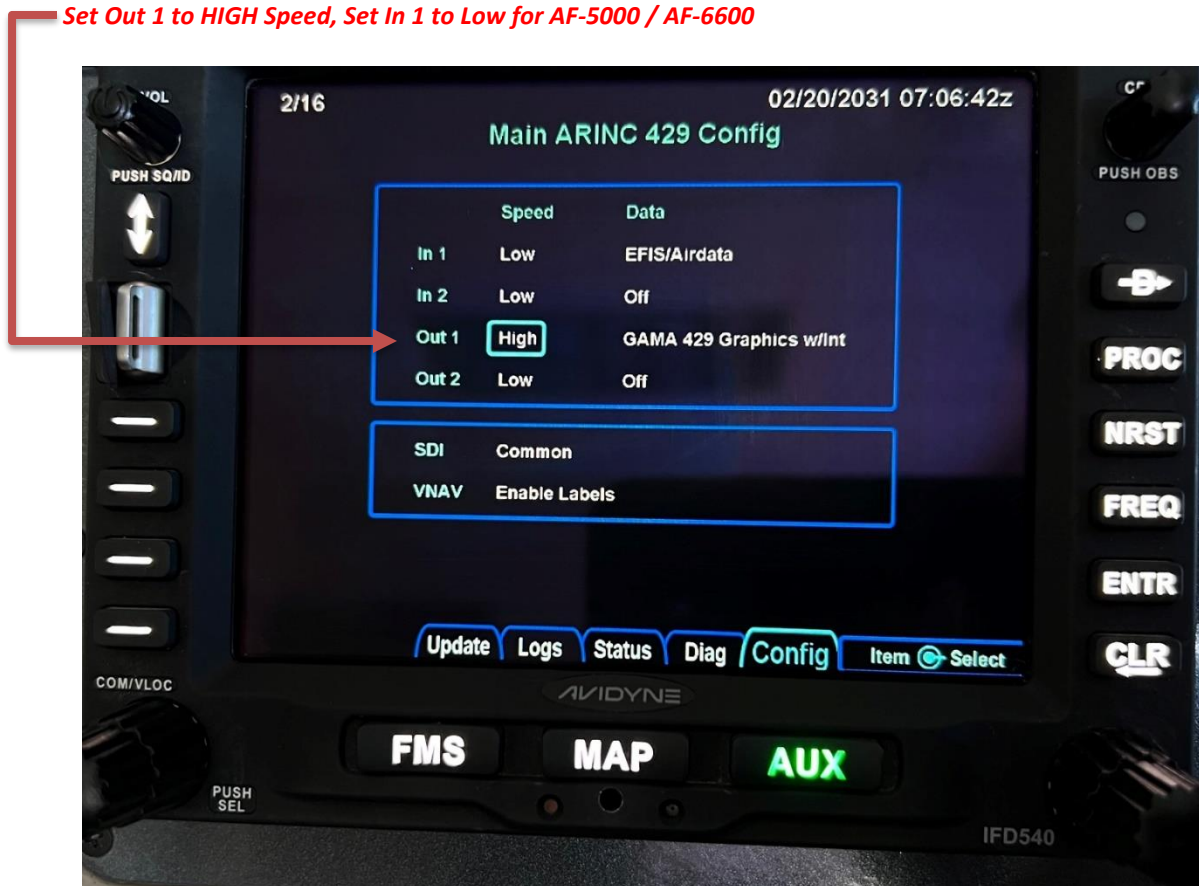 Set Out 1 to HIGH Speed, Set In 1 to Low for AF-5000 / AF-6600
VOL
2/16
02/20/2031 07:06:42z
Main ARINC 429 Config
PUSH SQ/ID
PUSH OBS
Speed Data
In 1 Low EFIS/Airdata
In 2 Low Off
Out 1 High GAMA 429 Graphics w/Int
Out 2 Low Off
SDI Common
VNAV Enable Labels
D
PROC
NRST
FREQ
ENTR
CLR
Update Logs Status Diag Config Item Select
COM/VLOC
AVIDYNE
FMS MAP AUX
PUSH
SEL
IFD540